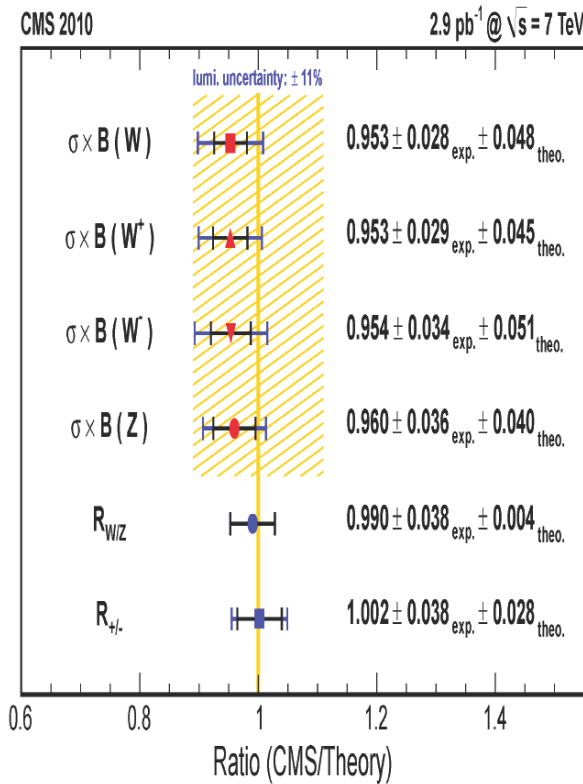 CMS 2010 2.9 pb⁻¹ @ √s = 7 TeV
lumi. uncertainty: ± 11%
σ × B ( W ) 0.953 ± 0.028 exp. ± 0.048 theo.
σ × B ( W⁺ ) 0.953 ± 0.029 exp. ± 0.045 theo.
σ × B ( W⁻ ) 0.954 ± 0.034 exp. ± 0.051 theo.
σ × B ( Z ) 0.960 ± 0.036 exp. ± 0.040 theo.
R W/Z 0.990 ± 0.038 exp. ± 0.004 theo.
R +/- 1.002 ± 0.038 exp. ± 0.028 theo.
0.6 0.8 1 1.2 1.4
Ratio (CMS/Theory)